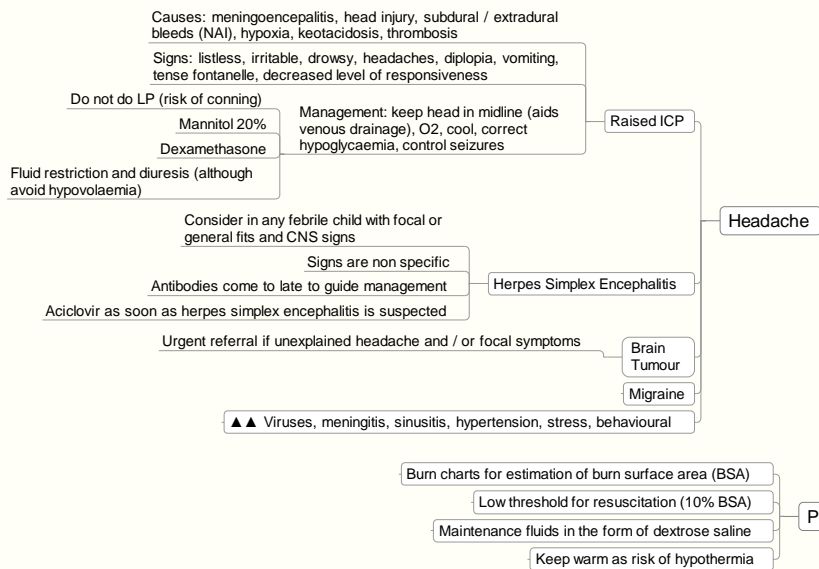 Causes: meningoencepalitis, head injury, subdural / extradural
bleeds (NAI), hypoxia, keotacidosis, thrombosis
Signs: listless, irritable, drowsy, headaches, diplopia, vomiting,
tense fontanelle, decreased level of responsiveness
Do not do LP (risk of conning)
Mannitol 20%
Dexamethasone
Fluid restriction and diuresis (although
avoid hypovolaemia)
Management: keep head in midline (aids
venous drainage), O2, cool, correct
hypoglycaemia, control seizures
Raised ICP
Consider in any febrile child with focal or
general fits and CNS signs
Signs are non specific
Antibodies come to late to guide management
Aciclovir as soon as herpes simplex encephalitis is suspected
Herpes Simplex Encephalitis
Urgent referral if unexplained headache and / or focal symptoms
Brain
Tumour
Migraine
▲▲ Viruses, meningitis, sinusitis, hypertension, stress, behavioural
Headache
Burn charts for estimation of burn surface area (BSA)
Low threshold for resuscitation (10% BSA)
Maintenance fluids in the form of dextrose saline
Keep warm as risk of hypothermia
P